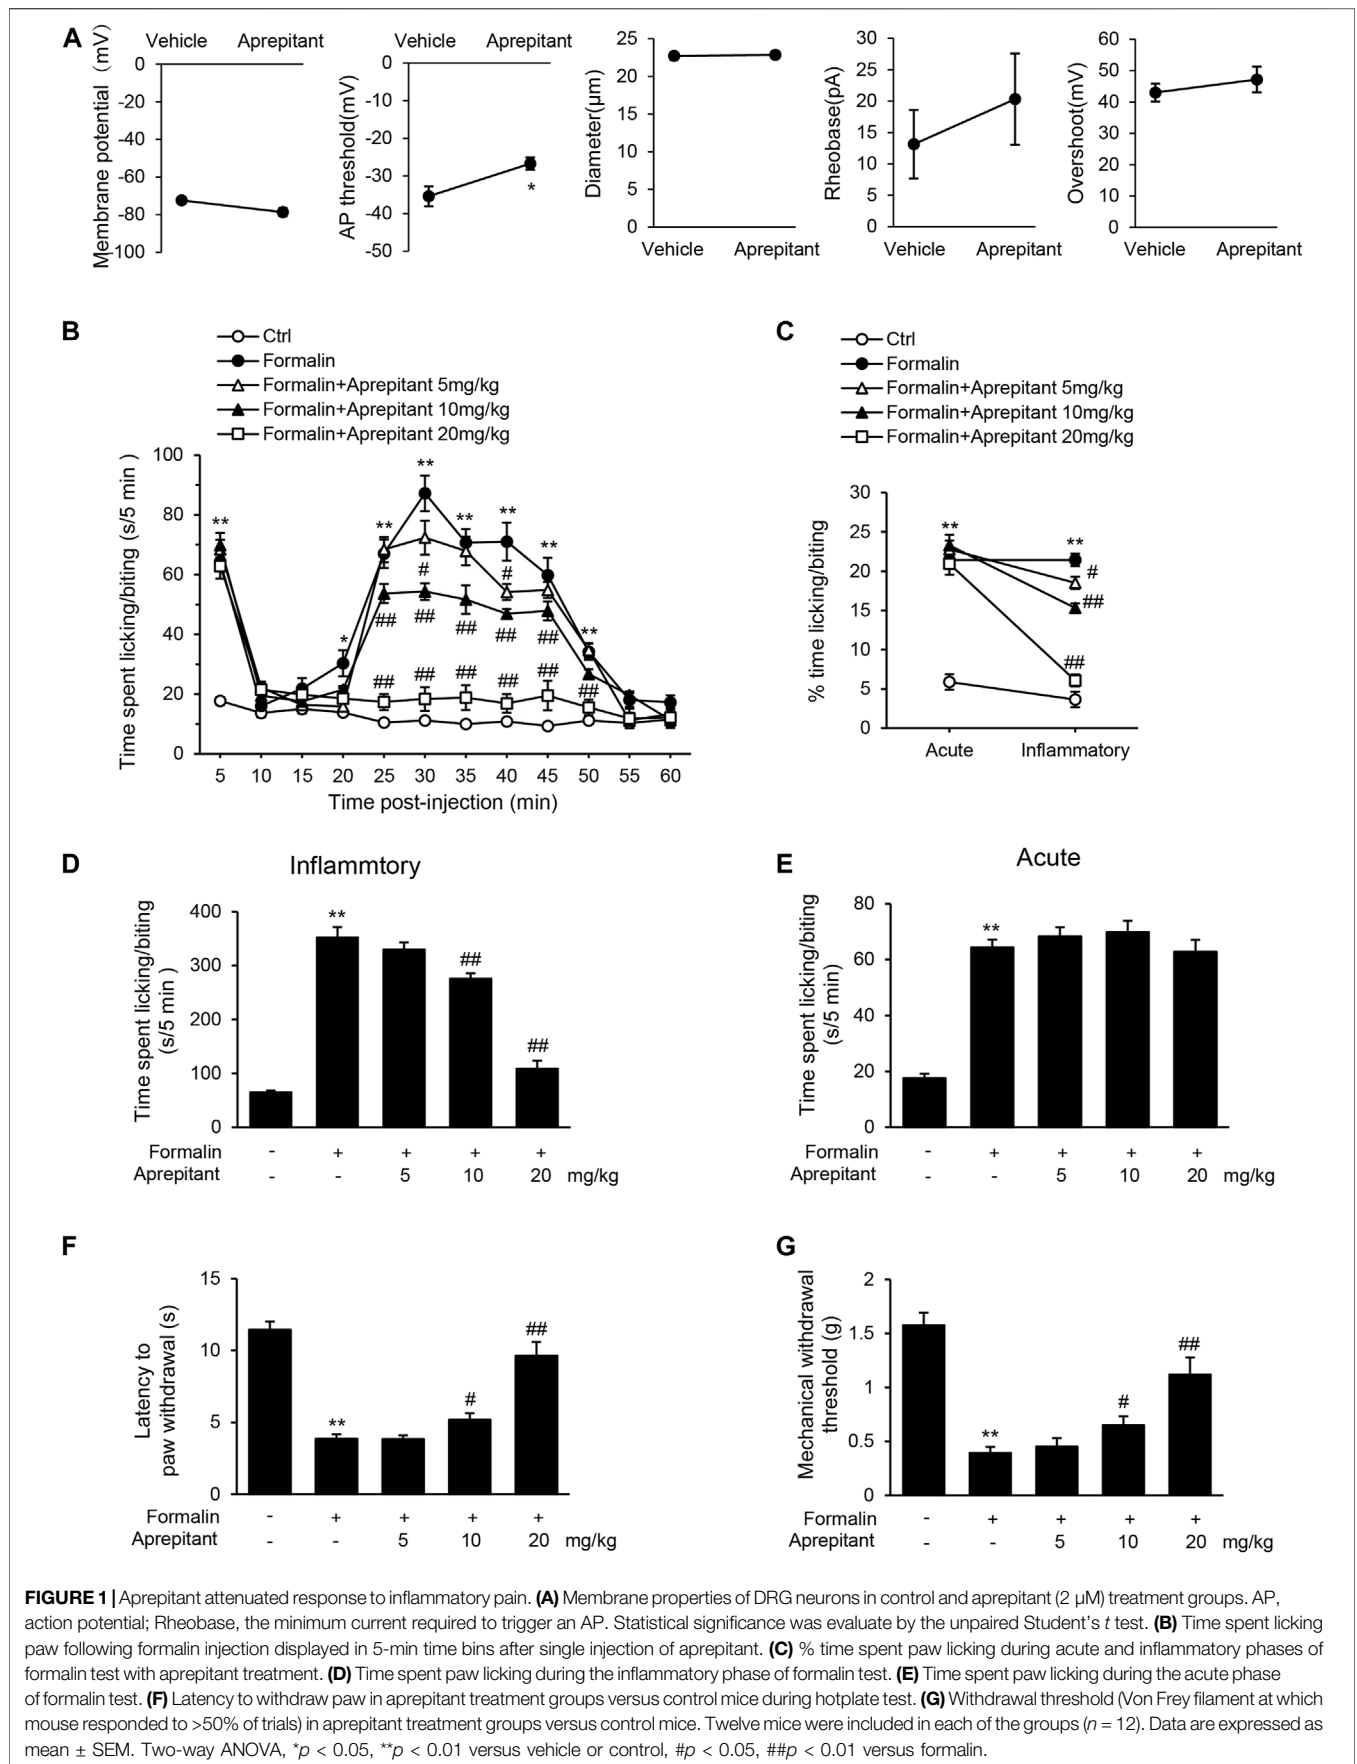 A
Vehicle Aprepitant
Membrane potential (mV)
0
-20
-40
-60
-80
-100
Vehicle Aprepitant
AP threshold(mV)
0
-10
-20
-30
-40
-50
*
Diameter(µm)
25
20
15
10
5
0
Vehicle Aprepitant
Rheobase(pA)
30
25
20
15
10
5
0
Vehicle Aprepitant
Overshoot(mV)
60
50
40
30
20
10
0
Vehicle Aprepitant
B
Ctrl
Formalin
Formalin+Aprepitant 5mg/kg
Formalin+Aprepitant 10mg/kg
Formalin+Aprepitant 20mg/kg
Time spent licking/biting (s/5 min )
100
80
60
40
20
0
** * ** ** ** ** ** **
# #
## ## ## ## ## ##
## ## ## ## ##
5 10 15 20 25 30 35 40 45 50 55 60
Time post-injection (min)
C
Ctrl
Formalin
Formalin+Aprepitant 5mg/kg
Formalin+Aprepitant 10mg/kg
Formalin+Aprepitant 20mg/kg
% time licking/biting
30
25
20
15
10
5
0
** **
#
##
##
Acute Inflammatory
D
Inflammtory
Time spent licking/biting
(s/5 min )
400
300
200
100
0
** ## ##
Formalin - + + + +
Aprepitant - - 5 10 20 mg/kg
E
Acute
Time spent licking/biting
(s/5 min)
80
60
40
20
0
**
Formalin - + + + +
Aprepitant - - 5 10 20 mg/kg
F
Latency to
paw withdrawal (s)
15
10
5
0
** # ##
Formalin - + + + +
Aprepitant - - 5 10 20 mg/kg
G
Mechanical withdrawal
threshold (g)
2
1.5
1
0.5
0
** # ##
Formalin - + + + +
Aprepitant - - 5 10 20 mg/kg
FIGURE 1 | Aprepitant attenuated response to inflammatory pain. (A) Membrane properties of DRG neurons in control and aprepitant (2 µM) treatment groups. AP,
action potential; Rheobase, the minimum current required to trigger an AP. Statistical significance was evaluate by the unpaired Student's t test. (B) Time spent licking
paw following formalin injection displayed in 5-min time bins after single injection of aprepitant. (C) % time spent paw licking during acute and inflammatory phases of
formalin test with aprepitant treatment. (D) Time spent paw licking during the inflammatory phase of formalin test. (E) Time spent paw licking during the acute phase
of formalin test. (F) Latency to withdraw paw in aprepitant treatment groups versus control mice during hotplate test. (G) Withdrawal threshold (Von Frey filament at which
mouse responded to >50% of trials) in aprepitant treatment groups versus control mice. Twelve mice were included in each of the groups (n = 12). Data are expressed as
mean ± SEM. Two-way ANOVA, *p < 0.05, **p < 0.01 versus vehicle or control, #p < 0.05, ##p < 0.01 versus formalin.